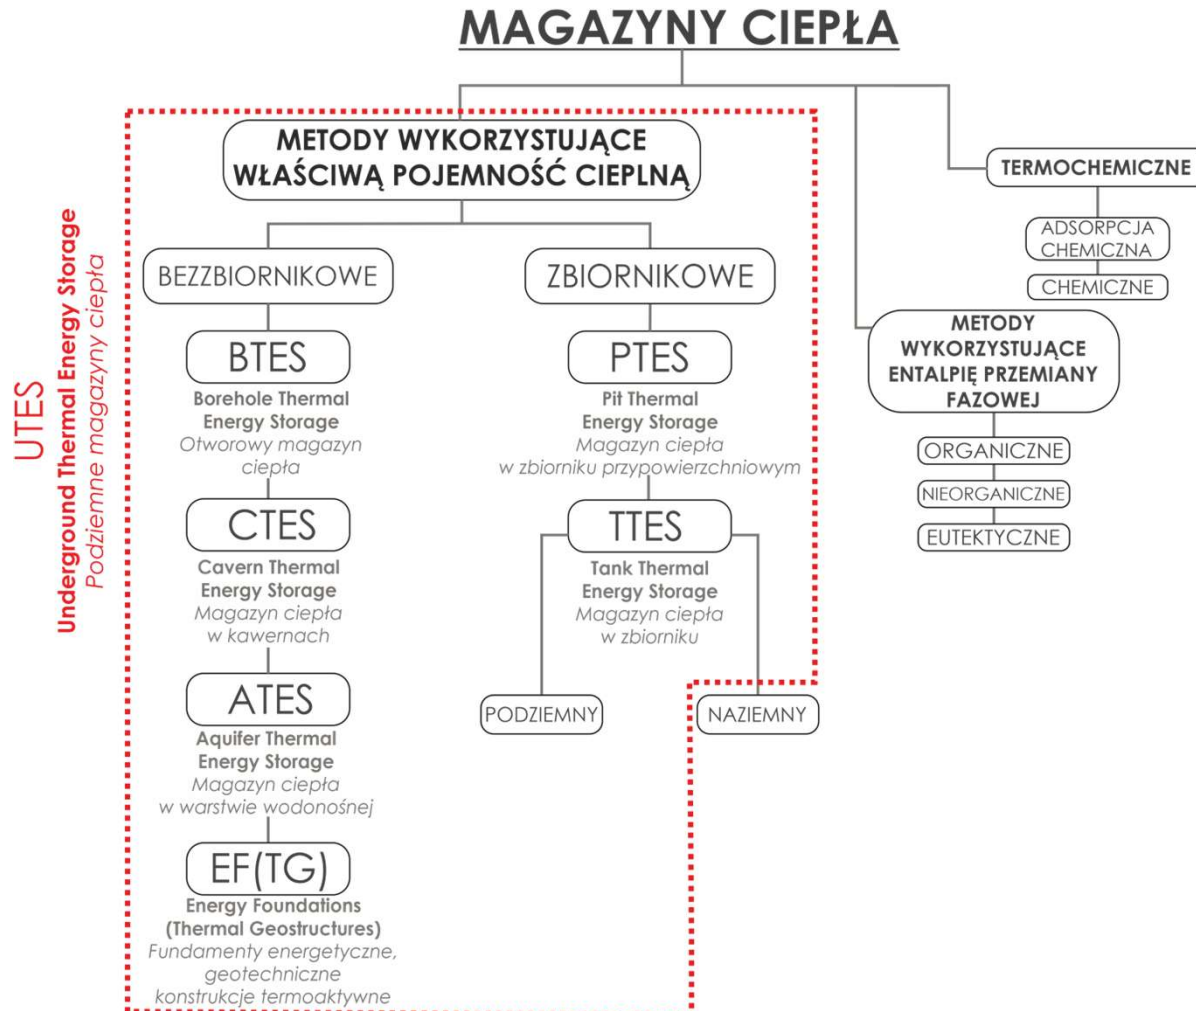 MAGAZYNY CIEPŁA
UTES
Underground Thermal Energy Storage
Podziemne magazyny ciepła
METODY WYKORZYSTUJĄCE
WŁAŚCIWĄ POJEMNOŚĆ CIEPLNĄ
BEZZBIORNIKOWE
BTES
Borehole Thermal
Energy Storage
Otworowy magazyn
ciepła
CTES
Cavern Thermal
Energy Storage
Magazyn ciepła
w kawernach
ATES
Aquifer Thermal
Energy Storage
Magazyn ciepła
w warstwie wodonośnej
EF(TG)
Energy Foundations
(Thermal Geostructures)
Fundamenty energetyczne,
geotechniczne
konstrukcje termoaktywne
ZBIORNIKOWE
PTES
Pit Thermal
Energy Storage
Magazyn ciepła
w zbiorniku przypowierzchniowym
TTES
Tank Thermal
Energy Storage
Magazyn ciepła
w zbiorniku
PODZIEMNY
NAZIEMNY
METODY
WYKORZYSTUJĄCE
ENTALPIĘ PRZEMIANY
FAZOWEJ
ORGANICZNE
NIEORGANICZNE
EUTEKTYCZNE
TERMOCHEMICZNE
ADSORPCJA
CHEMICZNA
CHEMICZNE